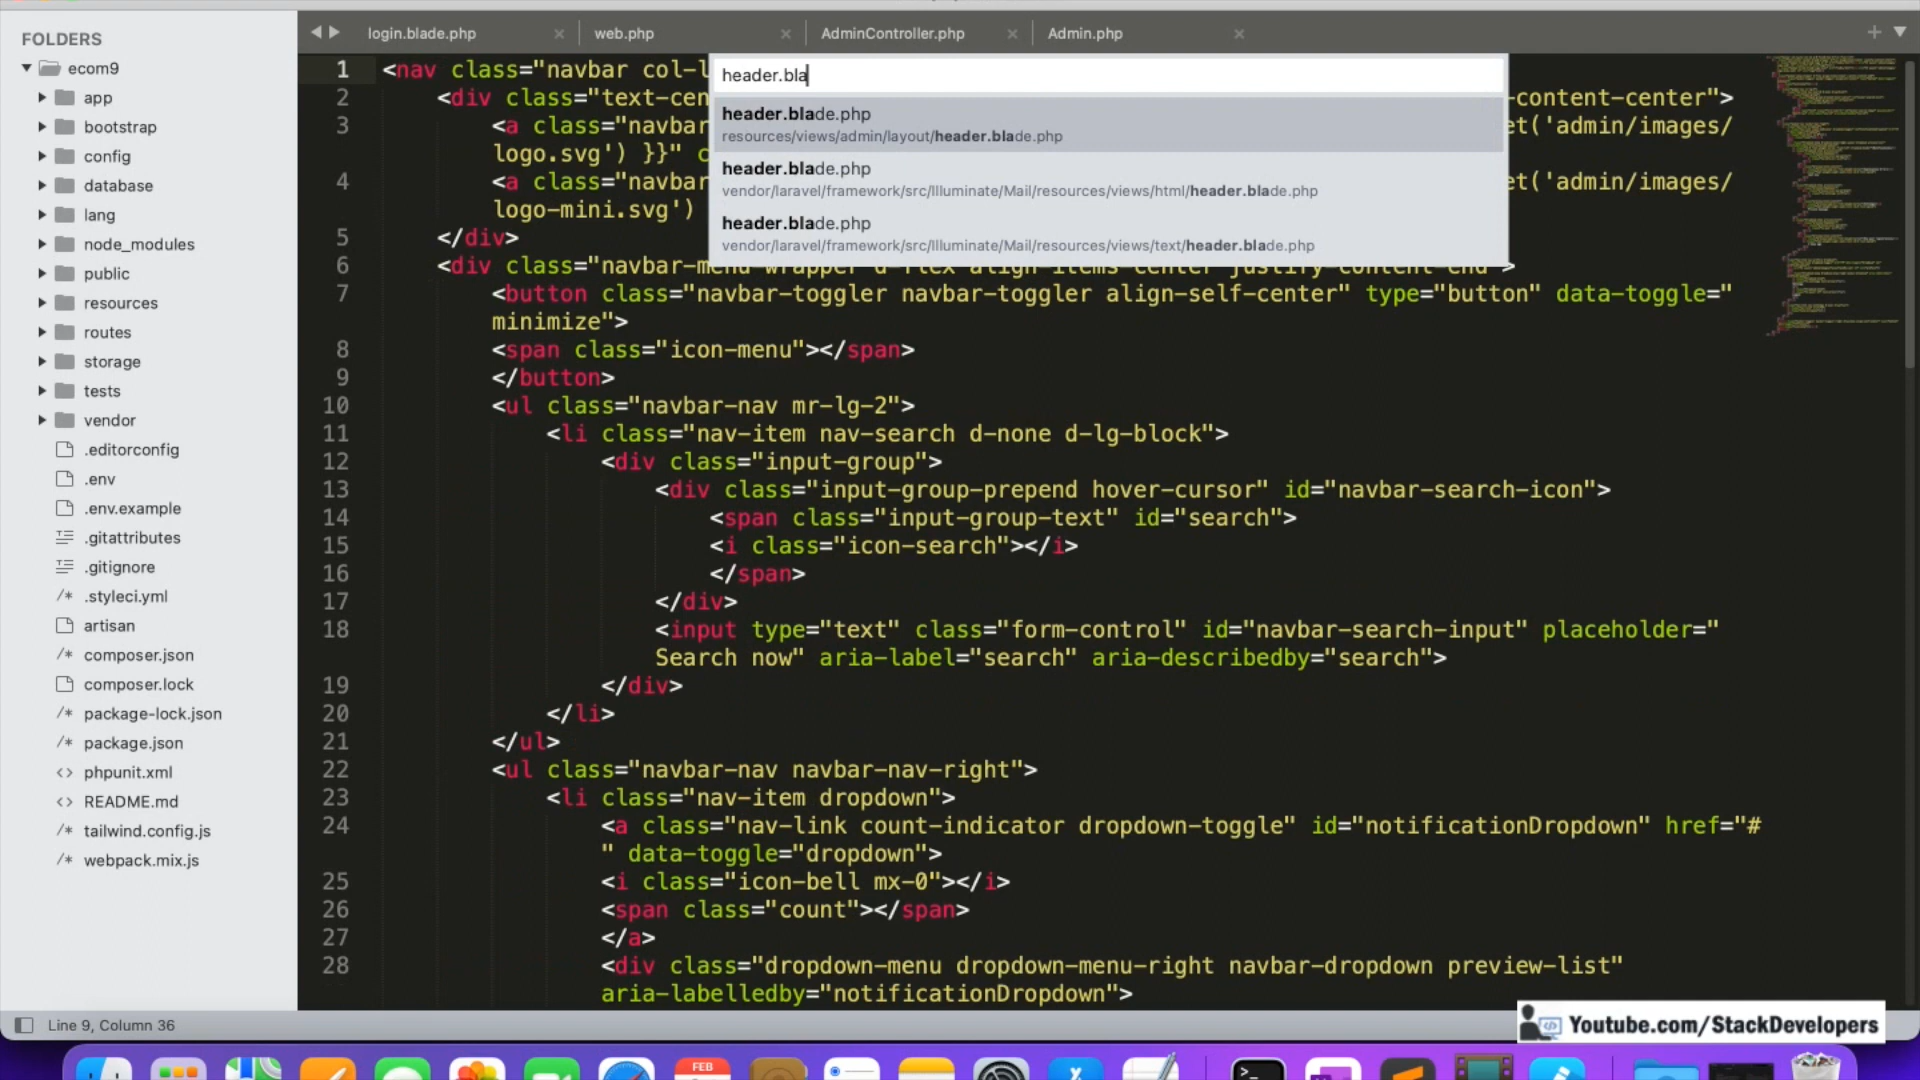 FOLDERS
ecom9
app
bootstrap
config
database
lang
node_modules
public
resources
routes
storage
tests
vendor
.editorconfig
.env
.env.example
.gitattributes
.gitignore
/* .styleci.yml
artisan
/* composer.json
composer.lock
/* package-lock.json
/* package.json
<> phpunit.xml
<> README.md
/* tailwind.config.js
/* webpack.mix.js
login.blade.php
web.php
AdminController.php
Admin.php
header.bla
header.blade.php
resources/views/admin/layout/header.blade.php
header.blade.php
vendor/laravel/framework/src/Illuminate/Mail/resources/views/html/header.blade.php
header.blade.php
vendor/laravel/framework/src/Illuminate/Mail/resources/views/text/header.blade.php
1 <nav class="navbar col-l
2 <div class="text-cen -content-center">
3 <a class="navbar et('admin/images/
logo.svg') }}" c
4 <a class="navbar et('admin/images/
logo-mini.svg')
5 </div>
6 <div class="navbar-menu-wrapper d-flex align-items-center justify-content-end">
7 <button class="navbar-toggler navbar-toggler align-self-center" type="button" data-toggle="
minimize">
8 <span class="icon-menu"></span>
9 </button>
10 <ul class="navbar-nav mr-lg-2">
11 <li class="nav-item nav-search d-none d-lg-block">
12 <div class="input-group">
13 <div class="input-group-prepend hover-cursor" id="navbar-search-icon">
14 <span class="input-group-text" id="search">
15 <i class="icon-search"></i>
16 </span>
17 </div>
18 <input type="text" class="form-control" id="navbar-search-input" placeholder="
Search now" aria-label="search" aria-describedby="search">
19 </div>
20 </li>
21 </ul>
22 <ul class="navbar-nav navbar-nav-right">
23 <li class="nav-item dropdown">
24 <a class="nav-link count-indicator dropdown-toggle" id="notificationDropdown" href="#
" data-toggle="dropdown">
25 <i class="icon-bell mx-0"></i>
26 <span class="count"></span>
27 </a>
28 <div class="dropdown-menu dropdown-menu-right navbar-dropdown preview-list"
aria-labelledby="notificationDropdown">
Line 9, Column 36
Youtube.com/StackDevelopers
FEB